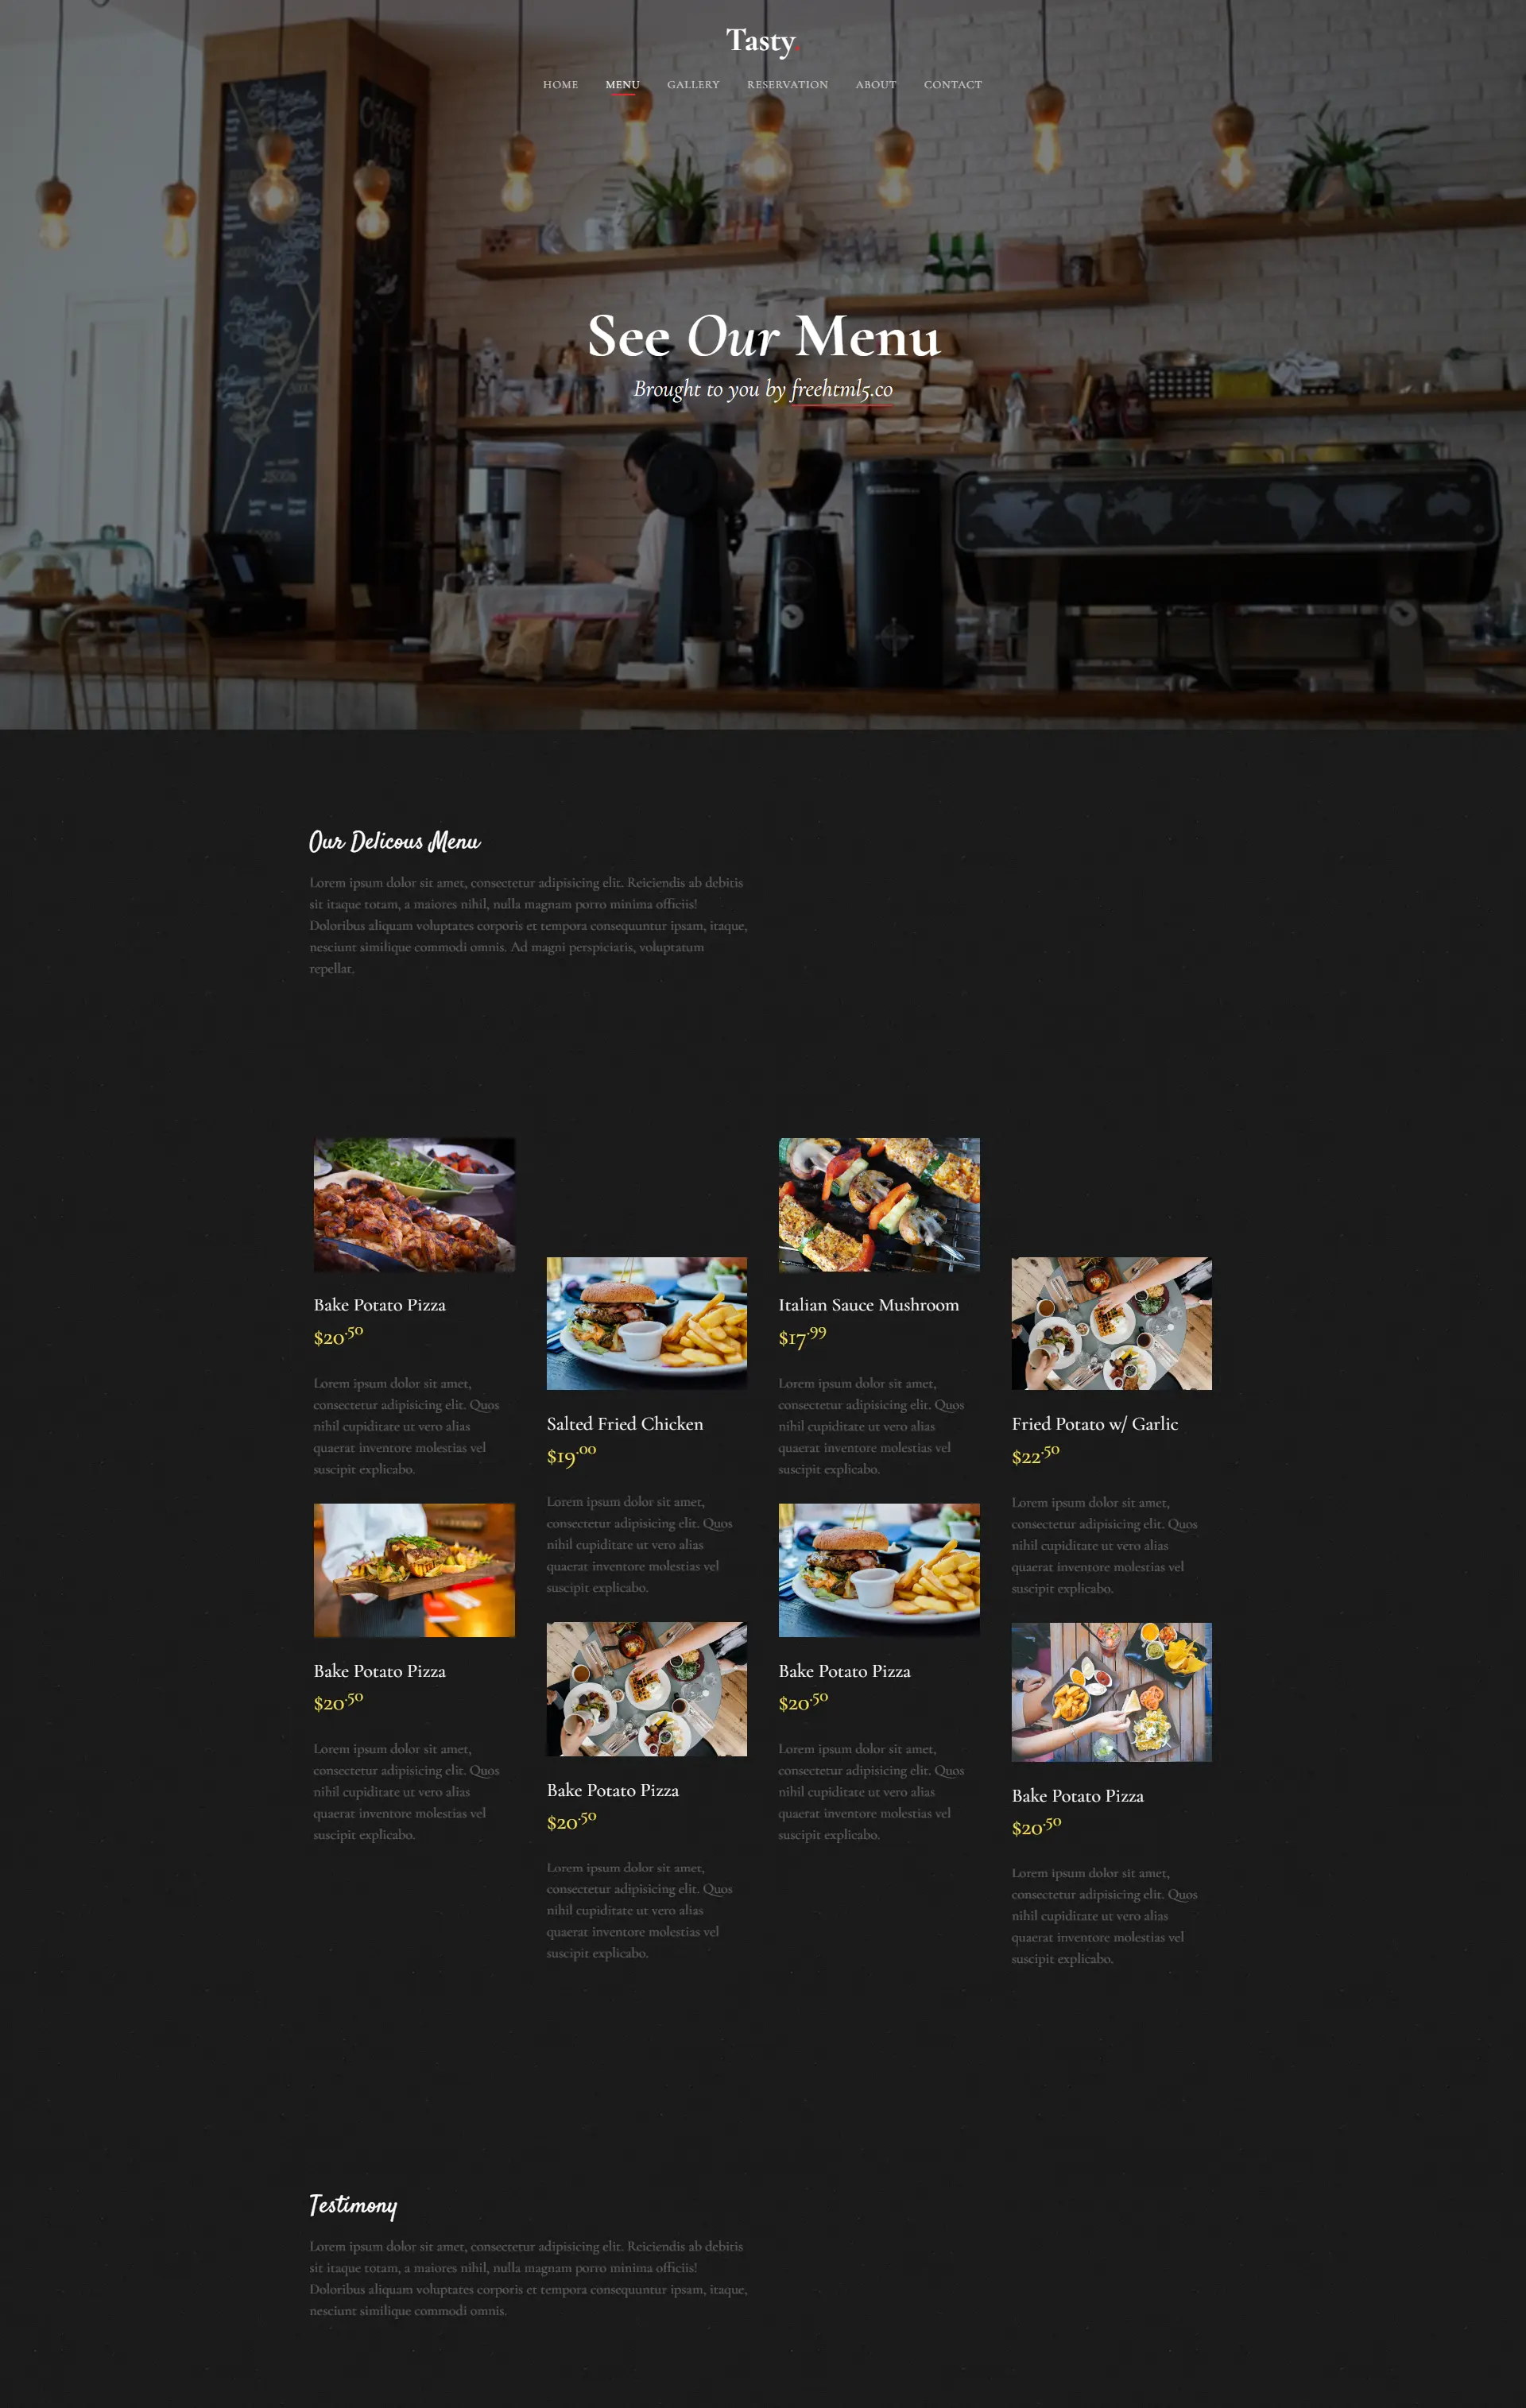 Tasty.
HOME MENU GALLERY RESERVATION ABOUT CONTACT
Coffee
See Our Menu
Brought to you by freehtml5.co
Our Delicous Menu
Lorem ipsum dolor sit amet, consectetur adipisicing elit. Reiciendis ab debitis
sit itaque totam, a maiores nihil, nulla magnam porro minima officiis!
Doloribus aliquam voluptates corporis et tempora consequuntur ipsam, itaque,
nesciunt similique commodi omnis. Ad magni perspiciatis, voluptatum
repellat.
Bake Potato Pizza
$20.50
Lorem ipsum dolor sit amet,
consectetur adipisicing elit. Quos
nihil cupiditate ut vero alias
quaerat inventore molestias vel
suscipit explicabo.
Bake Potato Pizza
$20.50
Lorem ipsum dolor sit amet,
consectetur adipisicing elit. Quos
nihil cupiditate ut vero alias
quaerat inventore molestias vel
suscipit explicabo.
Salted Fried Chicken
$19.00
Lorem ipsum dolor sit amet,
consectetur adipisicing elit. Quos
nihil cupiditate ut vero alias
quaerat inventore molestias vel
suscipit explicabo.
Bake Potato Pizza
$20.50
Lorem ipsum dolor sit amet,
consectetur adipisicing elit. Quos
nihil cupiditate ut vero alias
quaerat inventore molestias vel
suscipit explicabo.
Italian Sauce Mushroom
$17.99
Lorem ipsum dolor sit amet,
consectetur adipisicing elit. Quos
nihil cupiditate ut vero alias
quaerat inventore molestias vel
suscipit explicabo.
Bake Potato Pizza
$20.50
Lorem ipsum dolor sit amet,
consectetur adipisicing elit. Quos
nihil cupiditate ut vero alias
quaerat inventore molestias vel
suscipit explicabo.
Fried Potato w/ Garlic
$22.50
Lorem ipsum dolor sit amet,
consectetur adipisicing elit. Quos
nihil cupiditate ut vero alias
quaerat inventore molestias vel
suscipit explicabo.
Bake Potato Pizza
$20.50
Lorem ipsum dolor sit amet,
consectetur adipisicing elit. Quos
nihil cupiditate ut vero alias
quaerat inventore molestias vel
suscipit explicabo.
Testimony
Lorem ipsum dolor sit amet, consectetur adipisicing elit. Reiciendis ab debitis
sit itaque totam, a maiores nihil, nulla magnam porro minima officiis!
Doloribus aliquam voluptates corporis et tempora consequuntur ipsam, itaque,
nesciunt similique commodi omnis.